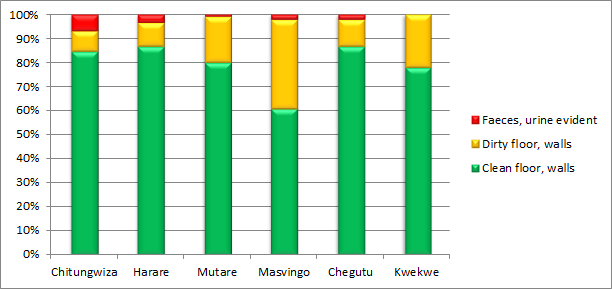 100%
90%
80%
70%
60%
50%
40%
30%
20%
10%
0%
Chitungwiza Harare Mutare Masvingo Chegutu Kwekwe
Faeces, urine evident
Dirty floor, walls
Clean floor, walls